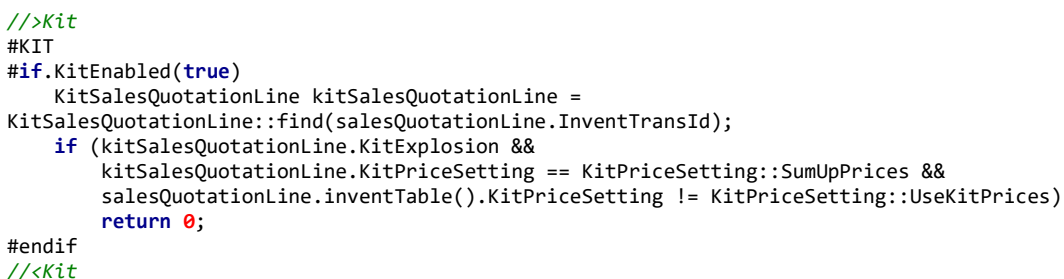 //>Kit
#KIT
#if.KitEnabled(true)
    KitSalesQuotationLine kitSalesQuotationLine =
KitSalesQuotationLine::find(salesQuotationLine.InventTransId);
    if (kitSalesQuotationLine.KitExplosion &&
        kitSalesQuotationLine.KitPriceSetting == KitPriceSetting::SumUpPrices &&
        salesQuotationLine.inventTable().KitPriceSetting != KitPriceSetting::UseKitPrices)
        return 0;
#endif
//<Kit